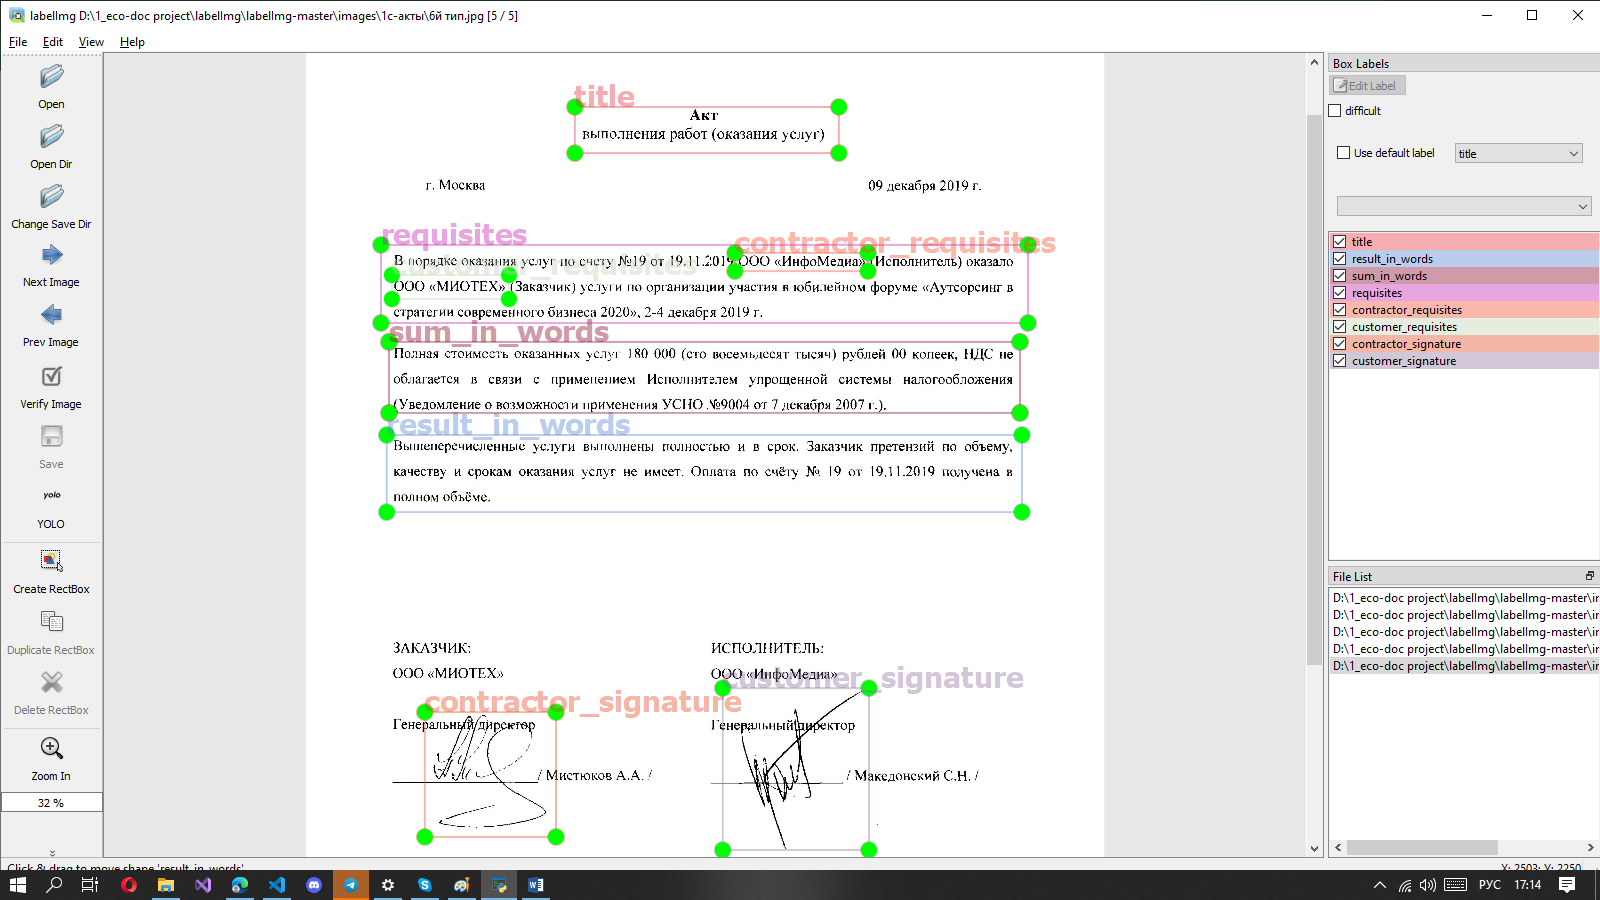 labelImg D:\1_eco-doc project\labelImg\labelImg-master\images\1с-акты\6й тип.jpg [5 / 5]
File Edit View Help
Open
Open Dir
Change Save Dir
Next Image
Prev Image
Verify Image
Save
yolo
YOLO
Create RectBox
Duplicate RectBox
Delete RectBox
Zoom In
32 %
title
Акт
выполнения работ (оказания услуг)
г. Москва 09 декабря 2019 г.
requisites
contractor_requisites
customer_requisites
В порядке оказания услуг по счету №19 от 19.11.2019 ООО «ИнфоМедиа» (Исполнитель) оказало
ООО «МИОТЕХ» (Заказчик) услуги по организации участия в юбилейном форуме «Аутсорсинг в
стратегии современного бизнеса 2020», 2-4 декабря 2019 г.
sum_in_words
Полная стоимость оказанных услуг 180 000 (сто восемьдесят тысяч) рублей 00 копеек, НДС не
облагается в связи с применением Исполнителем упрощенной системы налогообложения
(Уведомление о возможности применения УСНО №9004 от 7 декабря 2007 г.).
result_in_words
Вышеперечисленные услуги выполнены полностью и в срок. Заказчик претензий по объему,
качеству и срокам оказания услуг не имеет. Оплата по счёту № 19 от 19.11.2019 получена в
полном объёме.
ЗАКАЗЧИК: ИСПОЛНИТЕЛЬ:
ООО «МИОТЕХ» ООО «ИнфоМедиа»
customer_signature
contractor_signature
Генеральный директор Генеральный директор
/ Мистюков А.А. / / Македонский С.Н. /
Box Labels
Edit Label
difficult
Use default label title
title
result_in_words
sum_in_words
requisites
contractor_requisites
customer_requisites
contractor_signature
customer_signature
File List
D:\1_eco-doc project\labelImg\labelImg-master\ir
D:\1_eco-doc project\labelImg\labelImg-master\ir
D:\1_eco-doc project\labelImg\labelImg-master\ir
D:\1_eco-doc project\labelImg\labelImg-master\ir
D:\1_eco-doc project\labelImg\labelImg-master\ir
Click & drag to move shape 'result_in_words' X: 2503; Y: 2250
РУС 17:14